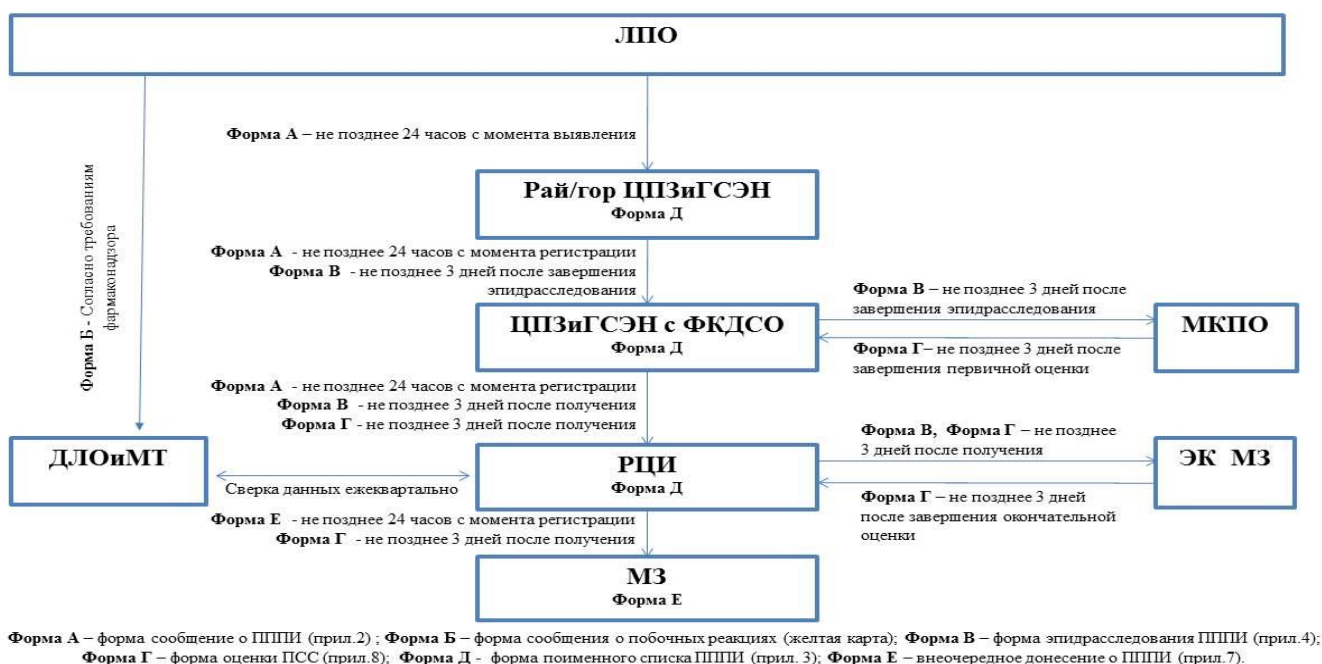 ЛПО
Форма А – не позднее 24 часов с момента выявления
Форма Б - Согласно требованиям
фармаконадзора
Рай/гор ЦПЗиГСЭН
Форма Д
Форма А - не позднее 24 часов с момента регистрации
Форма В - не позднее 3 дней после завершения
эпидрасследования
ЦПЗиГСЭН с ФКДСО
Форма Д
Форма В – не позднее 3 дней после
завершения эпидрасследования
Форма Г– не позднее 3 дней после
завершения первичной оценки
МКПО
Форма А - не позднее 24 часов с момента регистрации
Форма В - не позднее 3 дней после получения
Форма Г - не позднее 3 дней после получения
ДЛОиМТ
Сверка данных ежеквартально
РЦИ
Форма Д
Форма В, Форма Г – не позднее
3 дней после получения
Форма Г – не позднее 3 дней
после завершения окончательной
оценки
ЭК МЗ
Форма Е - не позднее 24 часов с момента регистрации
Форма Г - не позднее 3 дней после получения
МЗ
Форма Е
Форма А – форма сообщение о ПППИ (прил.2) ; Форма Б – форма сообщения о побочных реакциях (желтая карта); Форма В – форма эпидрасследования ПППИ (прил.4);
Форма Г – форма оценки ПСС (прил.8); Форма Д - форма поименного списка ПППИ (прил. 3); Форма Е – внеочередное донесение о ПППИ (прил.7).